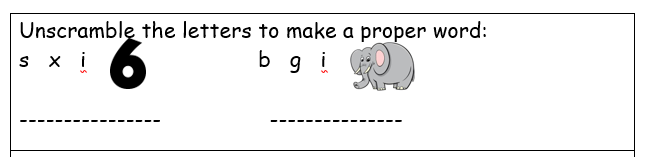 Unscramble the letters to make a proper word:
s x i 6 b g i
---------------- ---------------